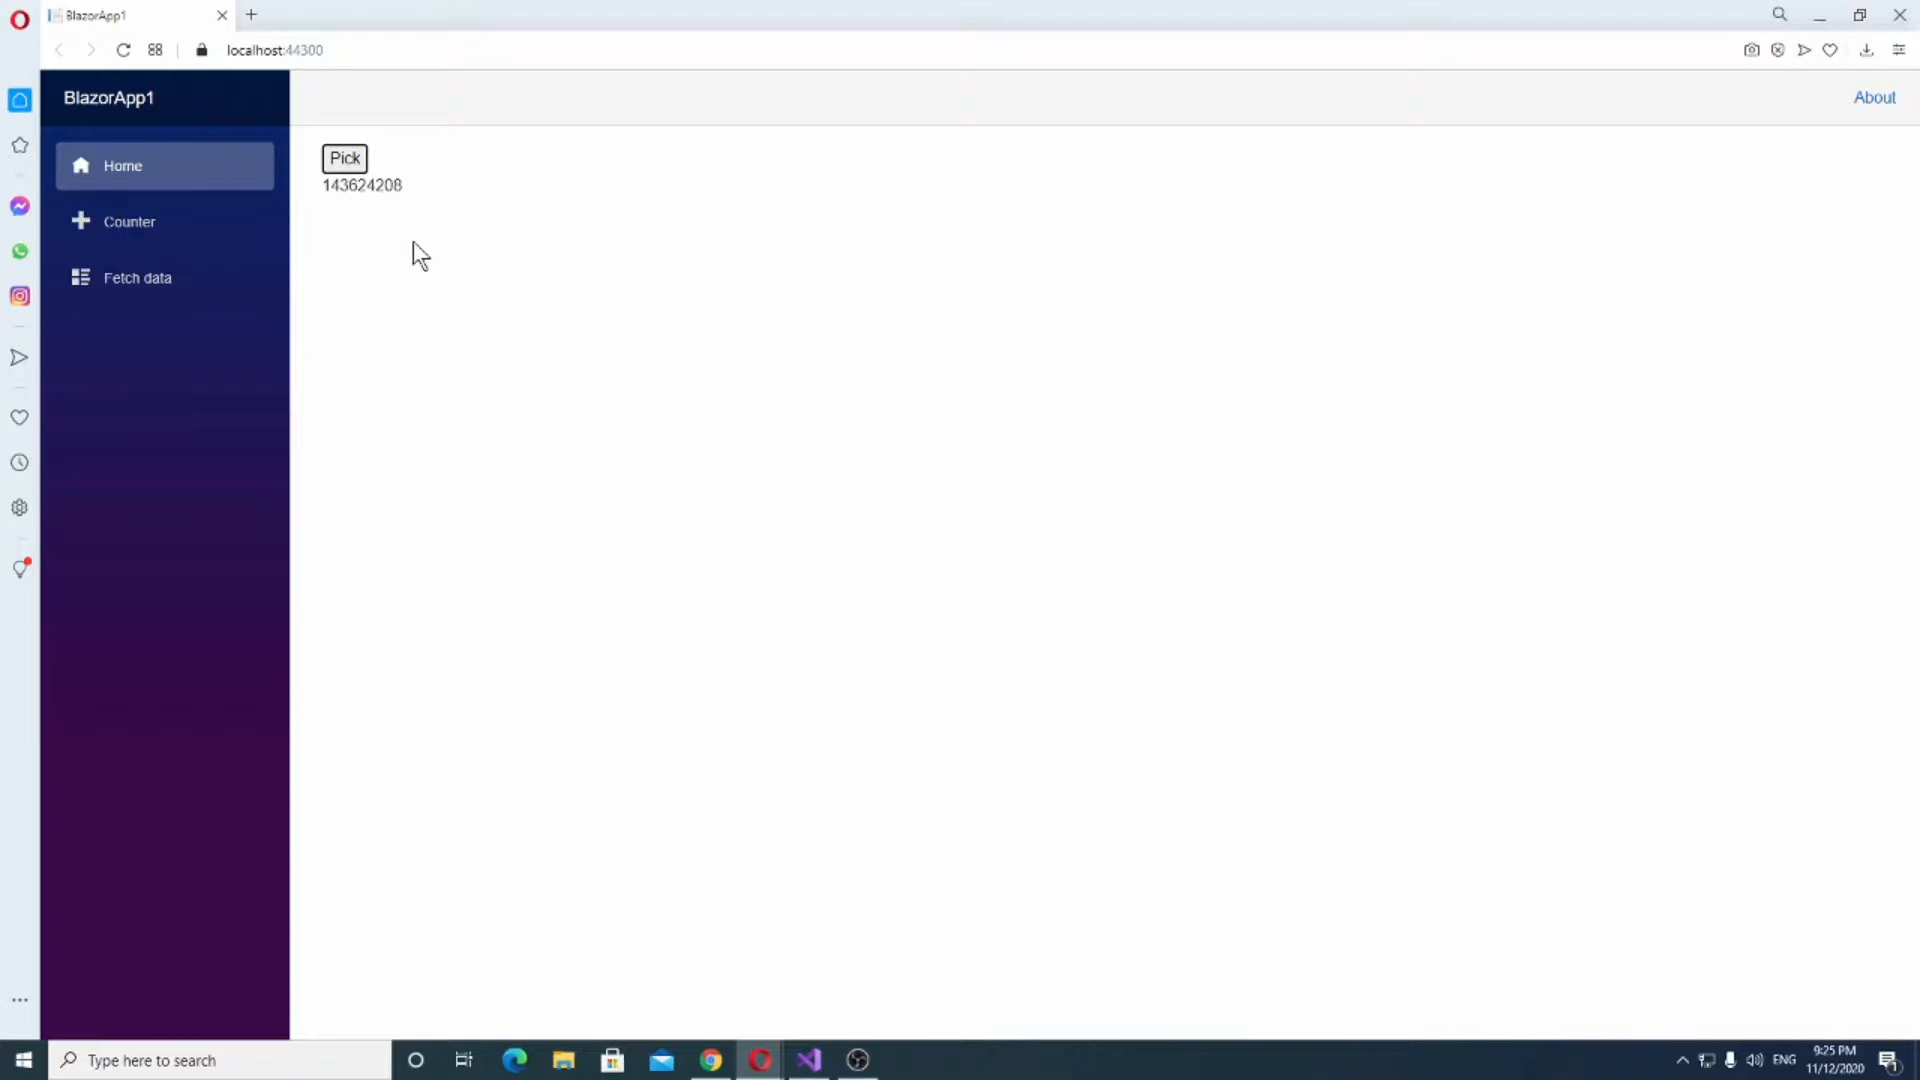 BlazorApp1
localhost:44300
BlazorApp1
About
Home
Pick
143624208
Counter
Fetch data
Type here to search
ENG
9:25 PM
11/12/2020
1